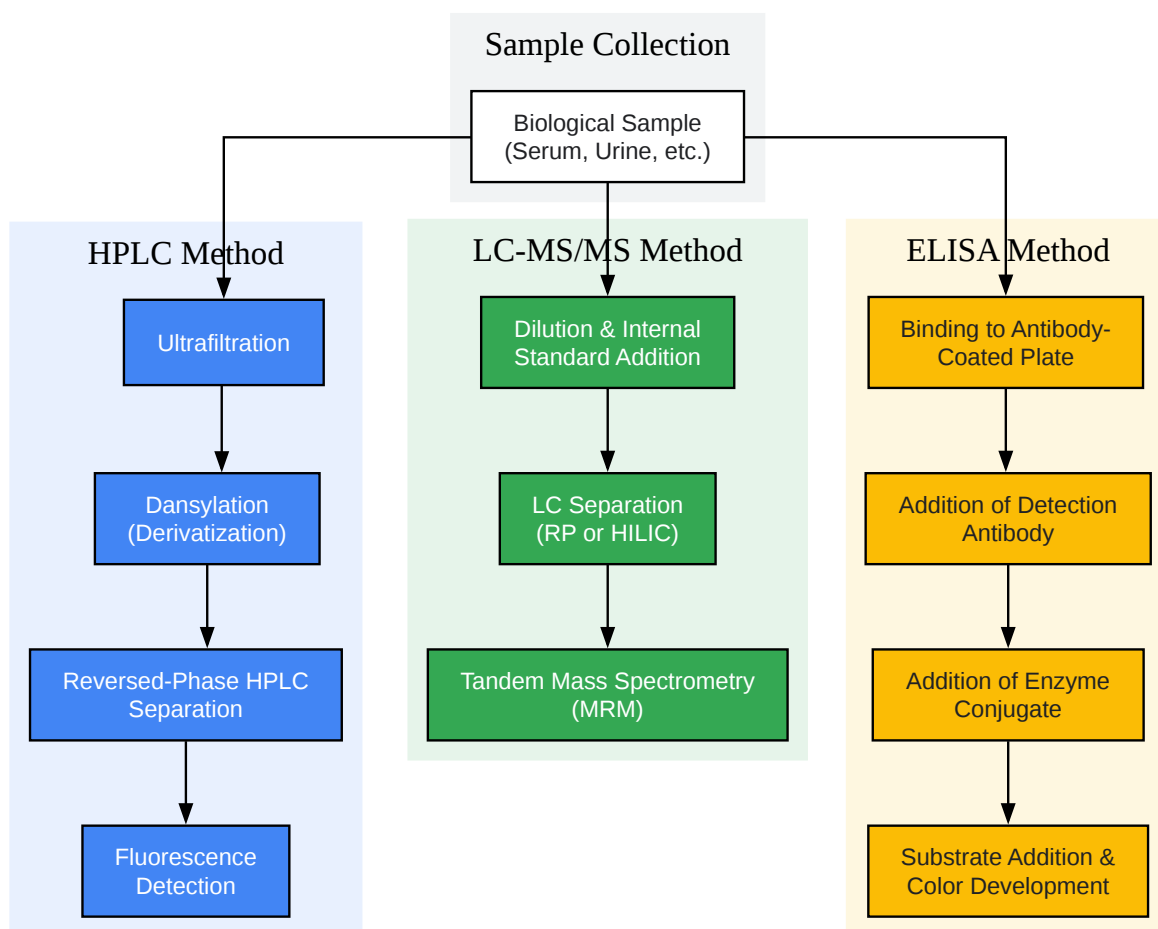 Sample Collection
Biological Sample
(Serum, Urine, etc.)
HPLC Method
Ultrafiltration
Dansylation
(Derivatization)
Reversed-Phase HPLC
Separation
Fluorescence
Detection
LC-MS/MS Method
Dilution & Internal
Standard Addition
LC Separation
(RP or HILIC)
Tandem Mass Spectrometry
(MRM)
ELISA Method
Binding to Antibody-
Coated Plate
Addition of Detection
Antibody
Addition of Enzyme
Conjugate
Substrate Addition &
Color Development